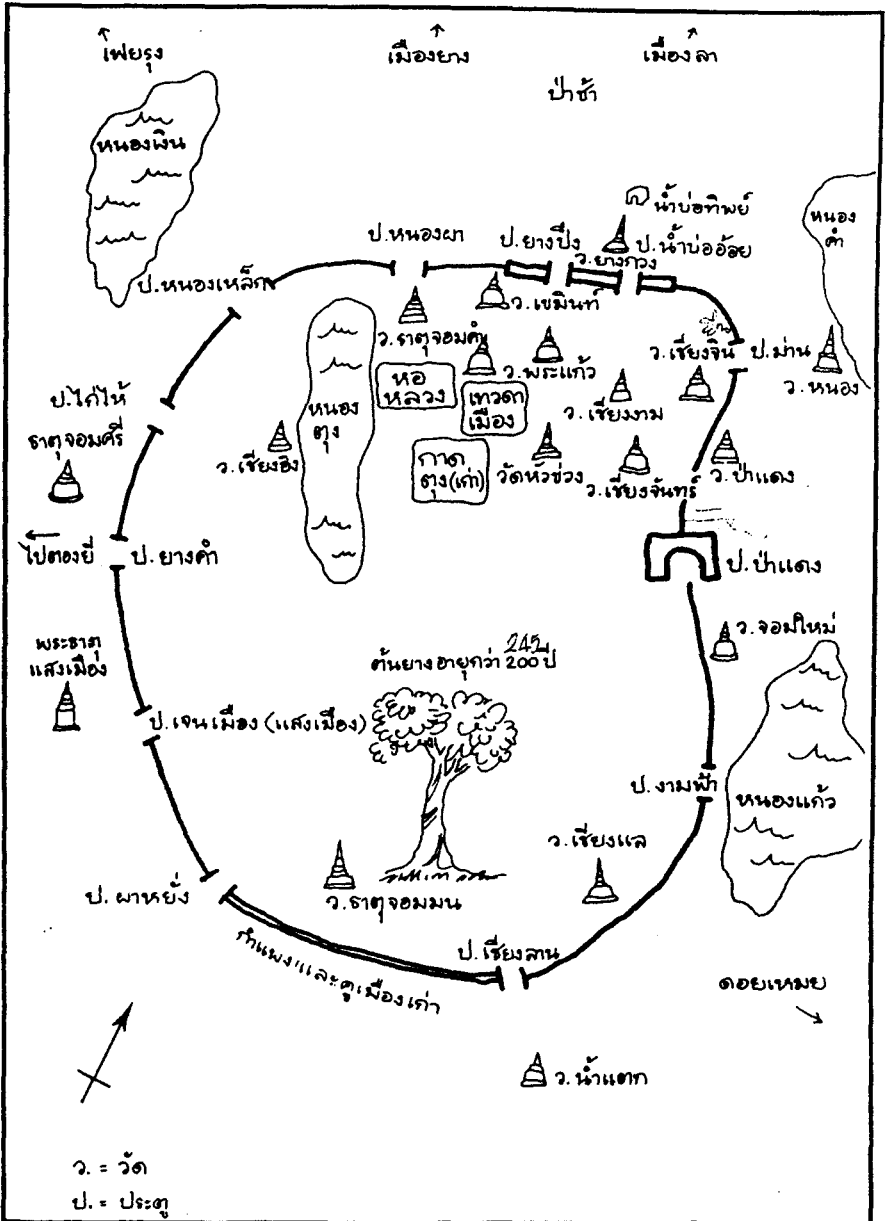 เฟยรุง
เมืองยาง
เมืองลา
ป่าช้า
หนองเงิน
น้ำบ่อทิพย์
หนอง
คำ
ป.หนองผา
ป.ยางปึ๋ง
ป.น้ำบ่ออ้อย
ว.ยางกวง
ป.หนองเหล็ก
ว.เขมินท์
ว.ธาตุจอมคำ
ว.พระแก้ว
ว.เชียงจิน
ป.ม่าน
ว.หนอง
หอ
หลวง
เทวดา
เมือง
ว.เชียงงาม
ป.ไก่ไห้
ธาตุจอมศรี
หนอง
ตุง
ว.เชียงฮิง
กาด
ตุง(เก่า)
วัดหัวข่วง
ว.เชียงจันทร์
ว.ป่าแดง
ไปตองยี่
ป.ยางคำ
ป.ป่าแดง
พระธาตุ
แสงเมือง
ว.จอมใหม่
245
ต้นยางอายุกว่า 200 ปี
ป.เจนเมือง (แสงเมือง)
ป.งามฟ้า
หนองแก้ว
ว.เชียงแล
ป.ผาหยั่ง
ว.ธาตุจอมมน
ป.เชียงลาน
กำแพงและคูเมืองเก่า
ดอยเหมย
ว.น้ำแตก
ว. = วัด
ป. = ประตู